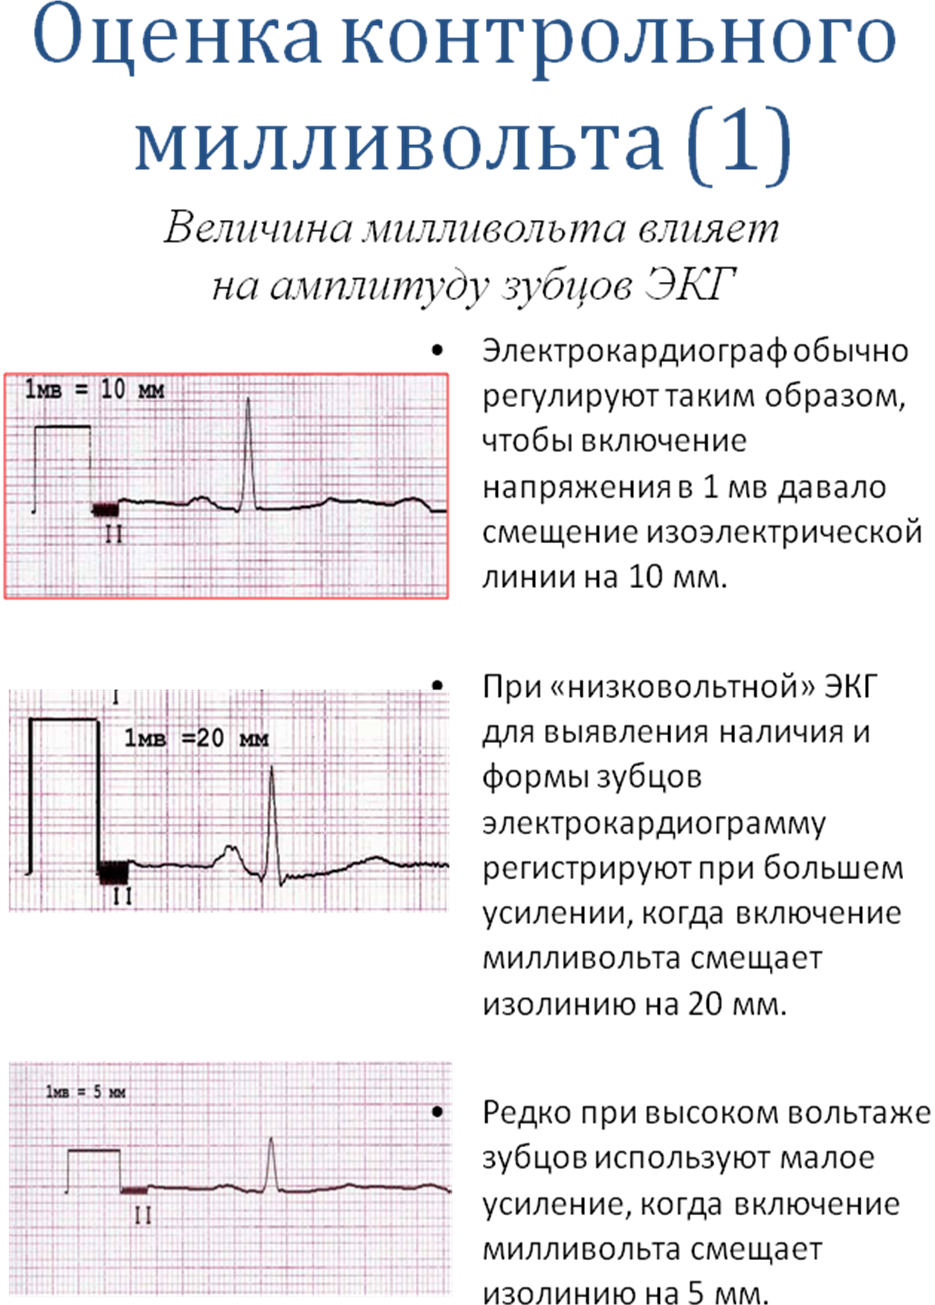 Оценка контрольного
милливольта (1)
Величина милливольта влияет
на амплитуду зубцов ЭКГ
1мв = 10 мм
II
• Электрокардиограф обычно
регулируют таким образом,
чтобы включение
напряжения в 1 мв давало
смещение изоэлектрической
линии на 10 мм.
I
1мв =20 мм
II
• При «низковольтной» ЭКГ
для выявления наличия и
формы зубцов
электрокардиограмму
регистрируют при большем
усилении, когда включение
милливольта смещает
изолинию на 20 мм.
1мв = 5 мм
II
• Редко при высоком вольтаже
зубцов используют малое
усиление, когда включение
милливольта смещает
изолинию на 5 мм.